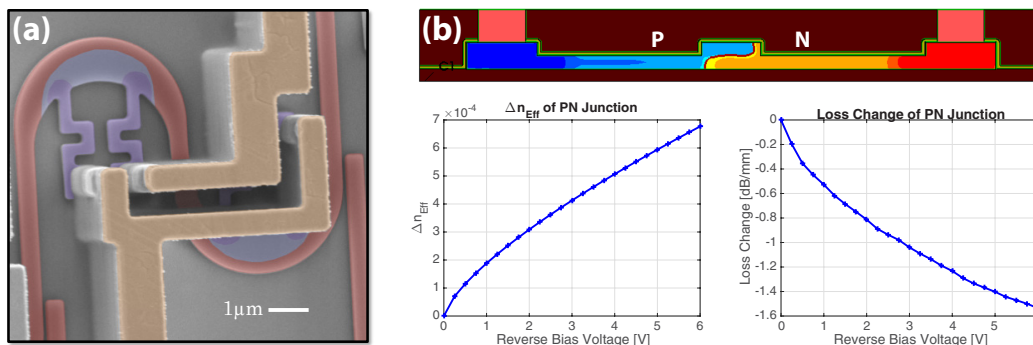 (a)
1µm
(b)
P N
Δn_Eff of PN Junction
7 ×10⁻⁴
6
5
4
3
2
1
0
Δ n_Eff
0 1 2 3 4 5 6
Reverse Bias Voltage [V]
Loss Change of PN Junction
0
-0.2
-0.4
-0.6
-0.8
-1
-1.2
-1.4
-1.6
Loss Change [dB/mm]
0 1 2 3 4 5
Reverse Bias Voltage [V]